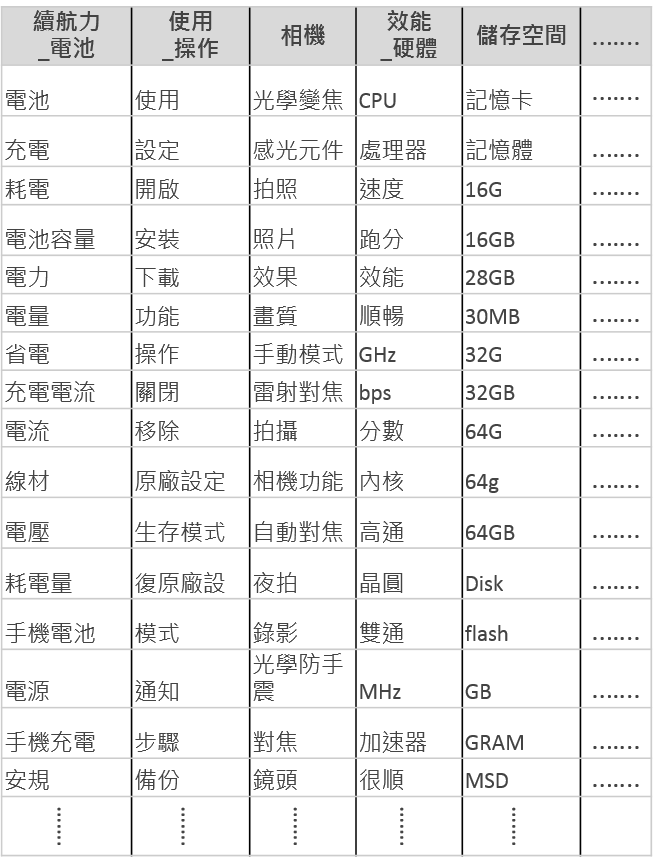 續航力_電池 使用_操作 相機 效能_硬體 儲存空間 .......
電池 使用 光學變焦 CPU 記憶卡 .......
充電 設定 感光元件 處理器 記憶體 .......
耗電 開啟 拍照 速度 16G .......
電池容量 安裝 照片 跑分 16GB .......
電力 下載 效果 效能 28GB .......
電量 功能 畫質 順暢 30MB .......
省電 操作 手動模式 GHz 32G .......
充電電流 關閉 雷射對焦 bps 32GB .......
電流 移除 拍攝 分數 64G .......
線材 原廠設定 相機功能 內核 64g .......
電壓 生存模式 自動對焦 高通 64GB .......
耗電量 復原廠設 夜拍 晶圓 Disk .......
手機電池 模式 錄影 雙通 flash .......
電源 通知 光學防手震 MHz GB .......
手機充電 步驟 對焦 加速器 GRAM .......
安規 備份 鏡頭 很順 MSD .......